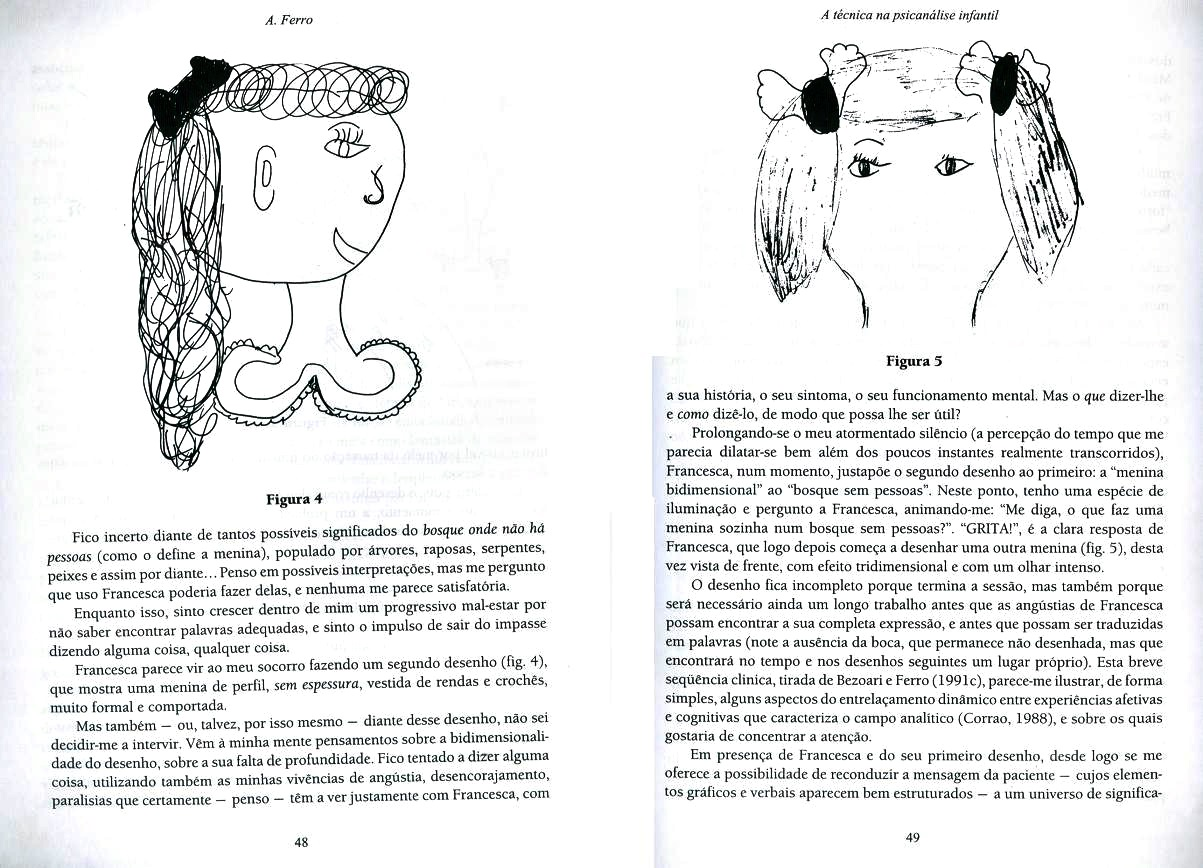 A. Ferro
Figura 4
Fico incerto diante de tantos possíveis significados do bosque onde não há
pessoas (como o define a menina), populado por árvores, raposas, serpentes,
peixes e assim por diante... Penso em possíveis interpretações, mas me pergunto
que uso Francesca poderia fazer delas, e nenhuma me parece satisfatória.
Enquanto isso, sinto crescer dentro de mim um progressivo mal-estar por
não saber encontrar palavras adequadas, e sinto o impulso de sair do impasse
dizendo alguma coisa, qualquer coisa.
Francesca parece vir ao meu socorro fazendo um segundo desenho (fig. 4),
que mostra uma menina de perfil, sem espessura, vestida de rendas e crochês,
muito formal e comportada.
Mas também — ou, talvez, por isso mesmo — diante desse desenho, não sei
decidir-me a intervir. Vêm à minha mente pensamentos sobre a bidimensionali-
dade do desenho, sobre a sua falta de profundidade. Fico tentado a dizer alguma
coisa, utilizando também as minhas vivências de angústia, desencorajamento,
paralisias que certamente — penso — têm a ver justamente com Francesca, com
48
A técnica na psicanálise infantil
Figura 5
a sua história, o seu sintoma, o seu funcionamento mental. Mas o que dizer-lhe
e como dizê-lo, de modo que possa lhe ser útil?
Prolongando-se o meu atormentado silêncio (a percepção do tempo que me
parecia dilatar-se bem além dos poucos instantes realmente transcorridos),
Francesca, num momento, justapõe o segundo desenho ao primeiro: a “menina
bidimensional” ao “bosque sem pessoas”. Neste ponto, tenho uma espécie de
iluminação e pergunto a Francesca, animando-me: “Me diga, o que faz uma
menina sozinha num bosque sem pessoas?”. “GRITA!”, é a clara resposta de
Francesca, que logo depois começa a desenhar uma outra menina (fig. 5), desta
vez vista de frente, com efeito tridimensional e com um olhar intenso.
O desenho fica incompleto porque termina a sessão, mas também porque
será necessário ainda um longo trabalho antes que as angústias de Francesca
possam encontrar a sua completa expressão, e antes que possam ser traduzidas
em palavras (note a ausência da boca, que permanece não desenhada, mas que
encontrará no tempo e nos desenhos seguintes um lugar próprio). Esta breve
seqüência clínica, tirada de Bezoari e Ferro (1991c), parece-me ilustrar, de forma
simples, alguns aspectos do entrelaçamento dinâmico entre experiências afetivas
e cognitivas que caracteriza o campo analítico (Corrao, 1988), e sobre os quais
gostaria de concentrar a atenção.
Em presença de Francesca e do seu primeiro desenho, desde logo se me
oferece a possibilidade de reconduzir a mensagem da paciente — cujos elemen-
tos gráficos e verbais aparecem bem estruturados — a um universo de significa-
49